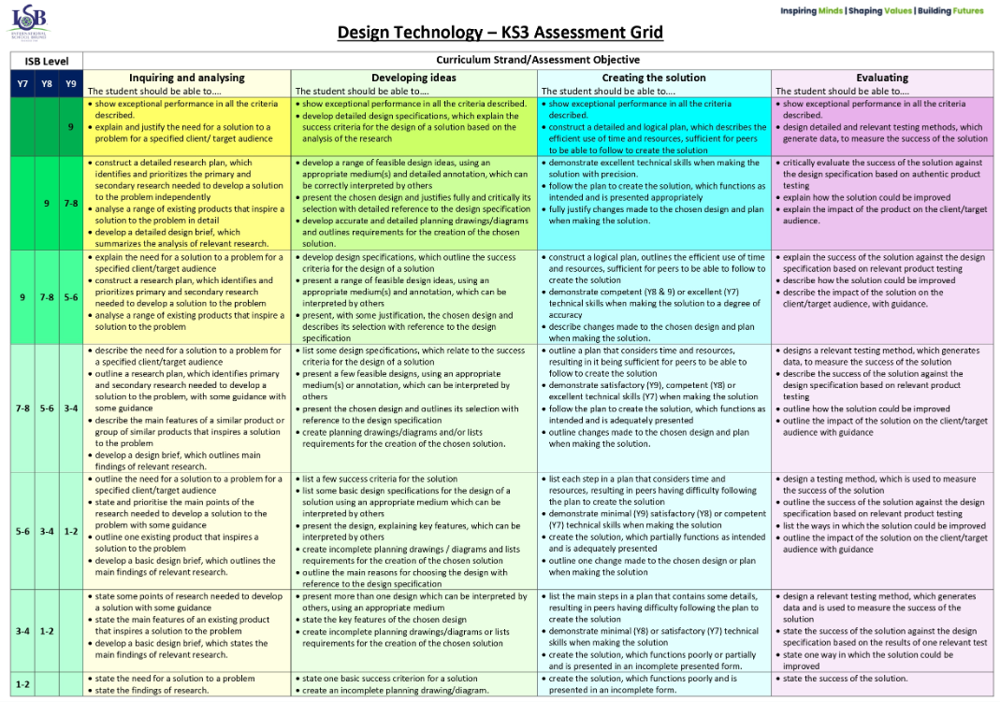 ISB
INTERNATIONAL
SCHOOL BRUNEI
Inspiring Minds | Shaping Values | Building Futures
Design Technology – KS3 Assessment Grid
ISB Level
Curriculum Strand/Assessment Objective
Y7 Y8 Y9
Inquiring and analysing
The student should be able to....
Developing ideas
The student should be able to....
Creating the solution
The student should be able to....
Evaluating
The student should be able to....
9
• show exceptional performance in all the criteria
described.
• explain and justify the need for a solution to a
problem for a specified client/ target audience
• show exceptional performance in all the criteria described.
• develop detailed design specifications, which explain the
success criteria for the design of a solution based on the
analysis of the research
• show exceptional performance in all the criteria
described.
• construct a detailed and logical plan, which describes the
efficient use of time and resources, sufficient for peers
to be able to follow to create the solution
• show exceptional performance in all the criteria
described.
• design detailed and relevant testing methods, which
generate data, to measure the success of the solution
9 7-8
• construct a detailed research plan, which
identifies and prioritizes the primary and
secondary research needed to develop a solution
to the problem independently
• analyse a range of existing products that inspire a
solution to the problem in detail
• develop a detailed design brief, which
summarizes the analysis of relevant research.
• develop a range of feasible design ideas, using an
appropriate medium(s) and detailed annotation, which can
be correctly interpreted by others
• present the chosen design and justifies fully and critically its
selection with detailed reference to the design specification
• develop accurate and detailed planning drawings/diagrams
and outlines requirements for the creation of the chosen
solution.
• demonstrate excellent technical skills when making the
solution with precision.
• follow the plan to create the solution, which functions as
intended and is presented appropriately
• fully justify changes made to the chosen design and plan
when making the solution.
• critically evaluate the success of the solution against
the design specification based on authentic product
testing
• explain how the solution could be improved
• explain the impact of the product on the client/target
audience.
9 7-8 5-6
• explain the need for a solution to a problem for a
specified client/target audience
• construct a research plan, which identifies and
prioritizes primary and secondary research
needed to develop a solution to the problem
• analyse a range of existing products that inspire a
solution to the problem
• develop design specifications, which outline the success
criteria for the design of a solution
• present a range of feasible design ideas, using an
appropriate medium(s) and annotation, which can be
interpreted by others
• present, with some justification, the chosen design and
describes its selection with reference to the design
specification
• construct a logical plan, outlines the efficient use of time
and resources, sufficient for peers to be able to follow to
create the solution
• demonstrate competent (Y8 & 9) or excellent (Y7)
technical skills when making the solution to a degree of
accuracy
• describe changes made to the chosen design and plan
when making the solution.
• explain the success of the solution against the design
specification based on relevant product testing
• describe how the solution could be improved
• describe the impact of the solution on the
client/target audience, with guidance.
7-8 5-6 3-4
• describe the need for a solution to a problem for
a specified client/target audience
• outline a research plan, which identifies primary
and secondary research needed to develop a
solution to the problem, with some guidance with
some guidance
• describe the main features of a similar product or
group of similar products that inspires a solution
to the problem
• develop a design brief, which outlines main
findings of relevant research.
• list some design specifications, which relate to the success
criteria for the design of a solution
• present a few feasible designs, using an appropriate
medium(s) or annotation, which can be interpreted by
others
• present the chosen design and outlines its selection with
reference to the design specification
• create planning drawings/diagrams and/or lists
requirements for the creation of the chosen solution.
• outline a plan that considers time and resources,
resulting in it being sufficient for peers to be able to
follow to create the solution
• demonstrate satisfactory (Y9), competent (Y8) or
excellent technical skills (Y7) when making the solution
• follow the plan to create the solution, which functions as
intended and is adequately presented
• outline changes made to the chosen design and plan
when making the solution.
• designs a relevant testing method, which generates
data, to measure the success of the solution
• describe the success of the solution against the
design specification based on relevant product
testing
• outline how the solution could be improved
• outline the impact of the solution on the client/target
audience with guidance
5-6 3-4 1-2
• outline the need for a solution to a problem for a
specified client/target audience
• state and prioritise the main points of the
research needed to develop a solution to the
problem with some guidance
• outline one existing product that inspires a
solution to the problem
• develop a basic design brief, which outlines the
main findings of relevant research.
• list a few success criteria for the solution
• list some basic design specifications for the design of a
solution using an appropriate medium which can be
interpreted by others
• present the design, explaining key features, which can be
interpreted by others
• create incomplete planning drawings / diagrams and lists
requirements for the creation of the chosen solution
• outline the main reasons for choosing the design with
reference to the design specification
• list each step in a plan that considers time and
resources, resulting in peers having difficulty following
the plan to create the solution
• demonstrate minimal (Y9) satisfactory (Y8) or competent
(Y7) technical skills when making the solution
• create the solution, which partially functions as intended
and is adequately presented
• outline one change made to the chosen design or plan
when making the solution
• design a testing method, which is used to measure
the success of the solution
• outline the success of the solution against the design
specification based on relevant product testing
• list the ways in which the solution could be improved
• outline the impact of the solution on the client/target
audience with guidance
3-4 1-2
• state some points of research needed to develop
a solution with some guidance
• state the main features of an existing product
that inspires a solution to the problem
• develop a basic design brief, which states the
main findings of relevant research.
• present more than one design which can be interpreted by
others, using an appropriate medium
• state the key features of the chosen design
• create incomplete planning drawings/diagrams or lists
requirements for the creation of the chosen solution
• list the main steps in a plan that contains some details,
resulting in peers having difficulty following the plan to
create the solution
• demonstrate minimal (Y8) or satisfactory (Y7) technical
skills when making the solution
• create the solution, which functions poorly or partially
and is presented in an incomplete presented form.
• design a relevant testing method, which generates
data and is used to measure the success of the
solution
• state the success of the solution against the design
specification based on the results of one relevant test
• state one way in which the solution could be
improved
1-2
• state the need for a solution to a problem
• state the findings of research.
• state one basic success criterion for a solution
• create an incomplete planning drawing/diagram.
• create the solution, which functions poorly and is
presented in an incomplete form.
• state the success of the solution.